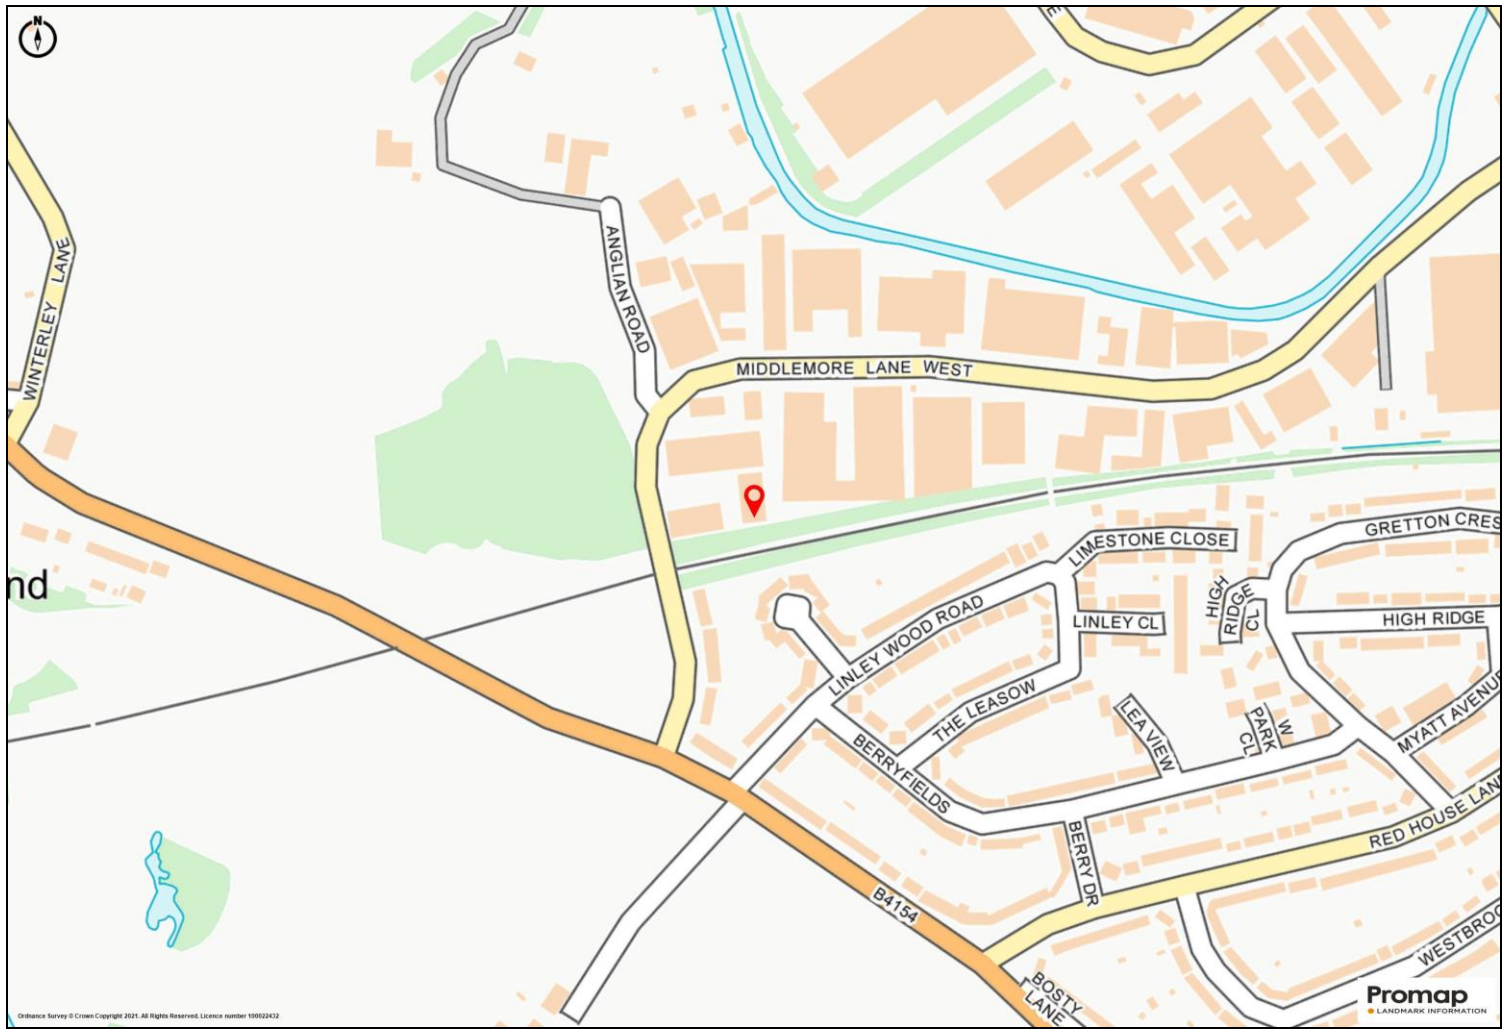 N
WINTERLEY LANE
ANGLIAN ROAD
MIDDLEMORE LANE WEST
nd
GRETTON CRES
LIMESTONE CLOSE
HIGH
RIDGE
CL
HIGH RIDGE
LINLEY CL
LINLEY WOOD ROAD
THE LEASOW
LEA VIEW
W
PARK
CL
MYATT AVENUE
BERRYFIELDS
BERRY DR
RED HOUSE LANE
B4154
WESTBROO
BOSTY
LANE
Promap
LANDMARK INFORMATION
Ordnance Survey © Crown Copyright 2021. All Rights Reserved. Licence number 100022432